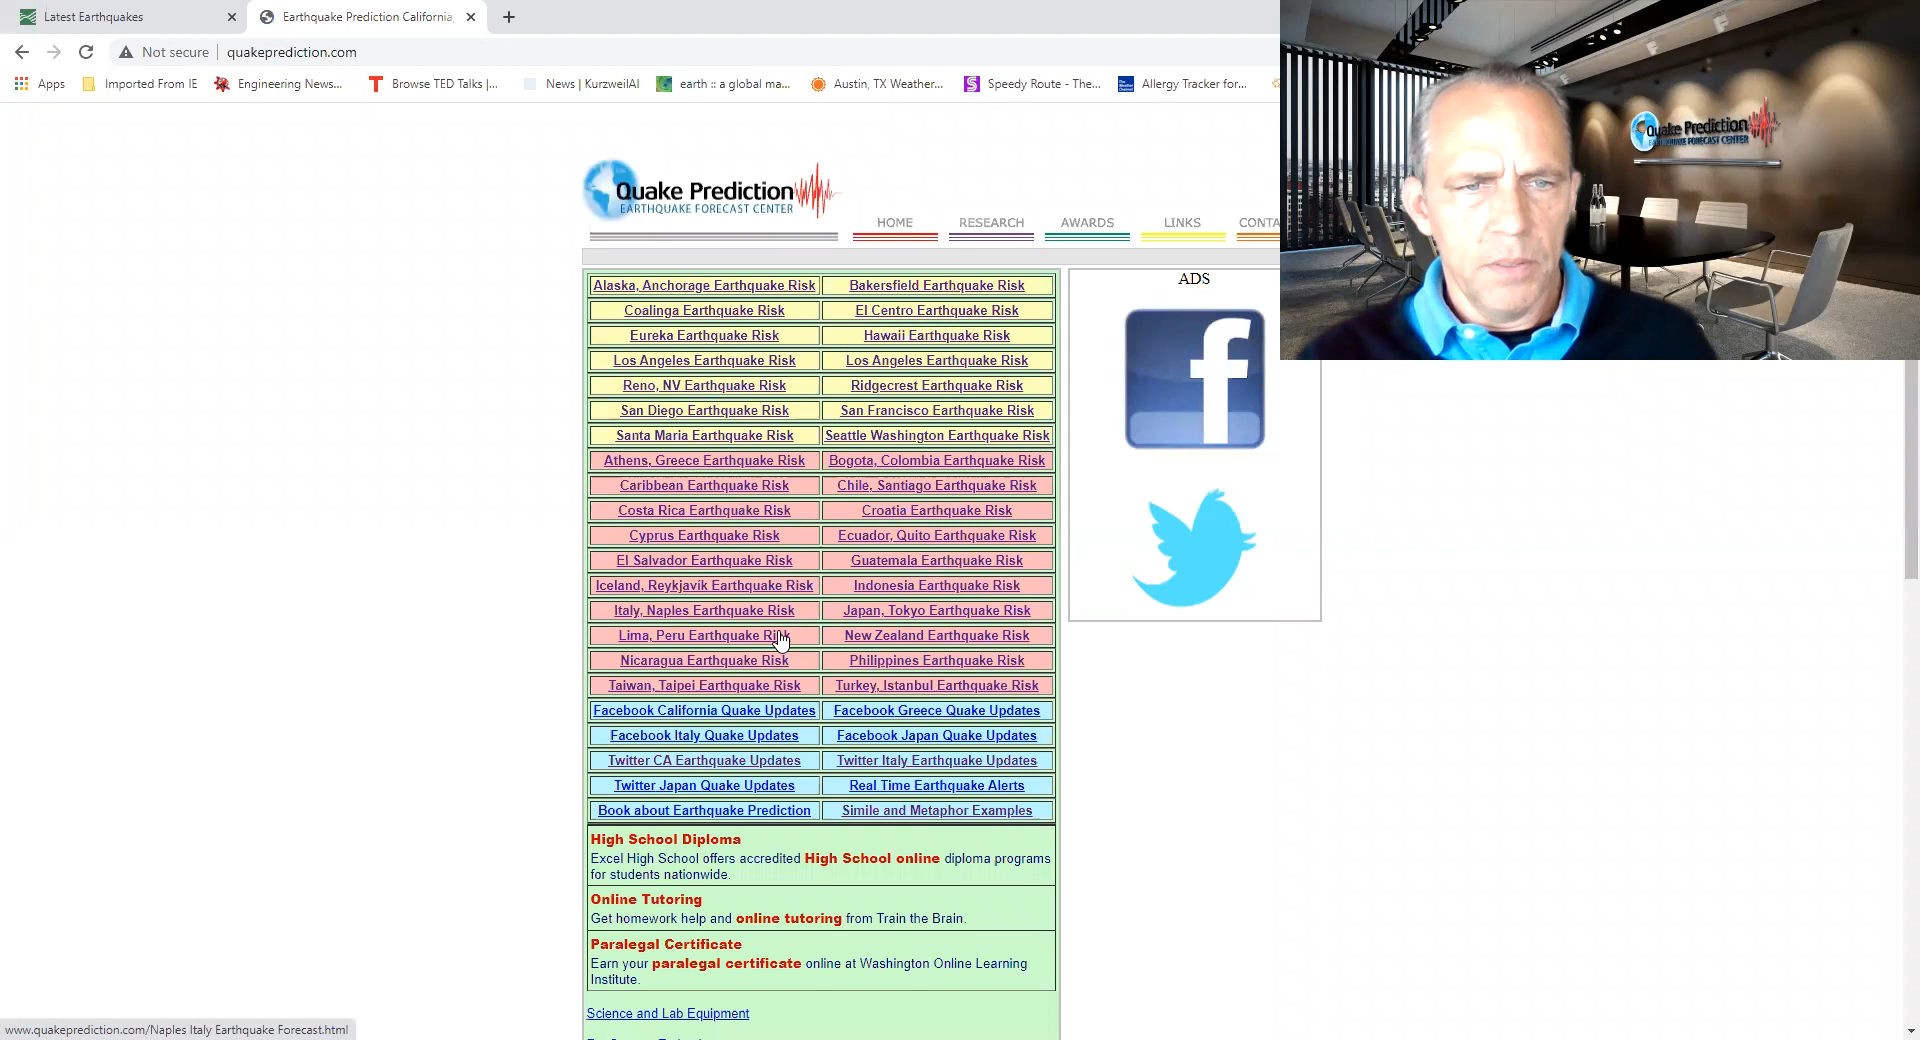 Latest Earthquakes
Earthquake Prediction California,
Not secure
quakeprediction.com
Apps
Imported From IE
Engineering News...
Browse TED Talks |...
News | KurzweilAI
earth :: a global ma...
Austin, TX Weather...
Speedy Route - The...
Allergy Tracker for...
Quake Prediction
EARTHQUAKE FORECAST CENTER
Quake Prediction
EARTHQUAKE FORECAST CENTER
HOME
RESEARCH
AWARDS
LINKS
CONTA
Alaska, Anchorage Earthquake Risk
Bakersfield Earthquake Risk
Coalinga Earthquake Risk
El Centro Earthquake Risk
Eureka Earthquake Risk
Hawaii Earthquake Risk
Los Angeles Earthquake Risk
Los Angeles Earthquake Risk
Reno, NV Earthquake Risk
Ridgecrest Earthquake Risk
San Diego Earthquake Risk
San Francisco Earthquake Risk
Santa Maria Earthquake Risk
Seattle Washington Earthquake Risk
Athens, Greece Earthquake Risk
Bogota, Colombia Earthquake Risk
Caribbean Earthquake Risk
Chile, Santiago Earthquake Risk
Costa Rica Earthquake Risk
Croatia Earthquake Risk
Cyprus Earthquake Risk
Ecuador, Quito Earthquake Risk
El Salvador Earthquake Risk
Guatemala Earthquake Risk
Iceland, Reykjavík Earthquake Risk
Indonesia Earthquake Risk
Italy, Naples Earthquake Risk
Japan, Tokyo Earthquake Risk
Lima, Peru Earthquake Risk
New Zealand Earthquake Risk
Nicaragua Earthquake Risk
Philippines Earthquake Risk
Taiwan, Taipei Earthquake Risk
Turkey, Istanbul Earthquake Risk
Facebook California Quake Updates
Facebook Greece Quake Updates
Facebook Italy Quake Updates
Facebook Japan Quake Updates
Twitter CA Earthquake Updates
Twitter Italy Earthquake Updates
Twitter Japan Quake Updates
Real Time Earthquake Alerts
Book about Earthquake Prediction
Simile and Metaphor Examples
High School Diploma
Excel High School offers accredited High School online diploma programs
for students nationwide.
Online Tutoring
Get homework help and online tutoring from Train the Brain.
Paralegal Certificate
Earn your paralegal certificate online at Washington Online Learning
Institute.
Science and Lab Equipment
ADS
www.quakeprediction.com/Naples Italy Earthquake Forecast.html